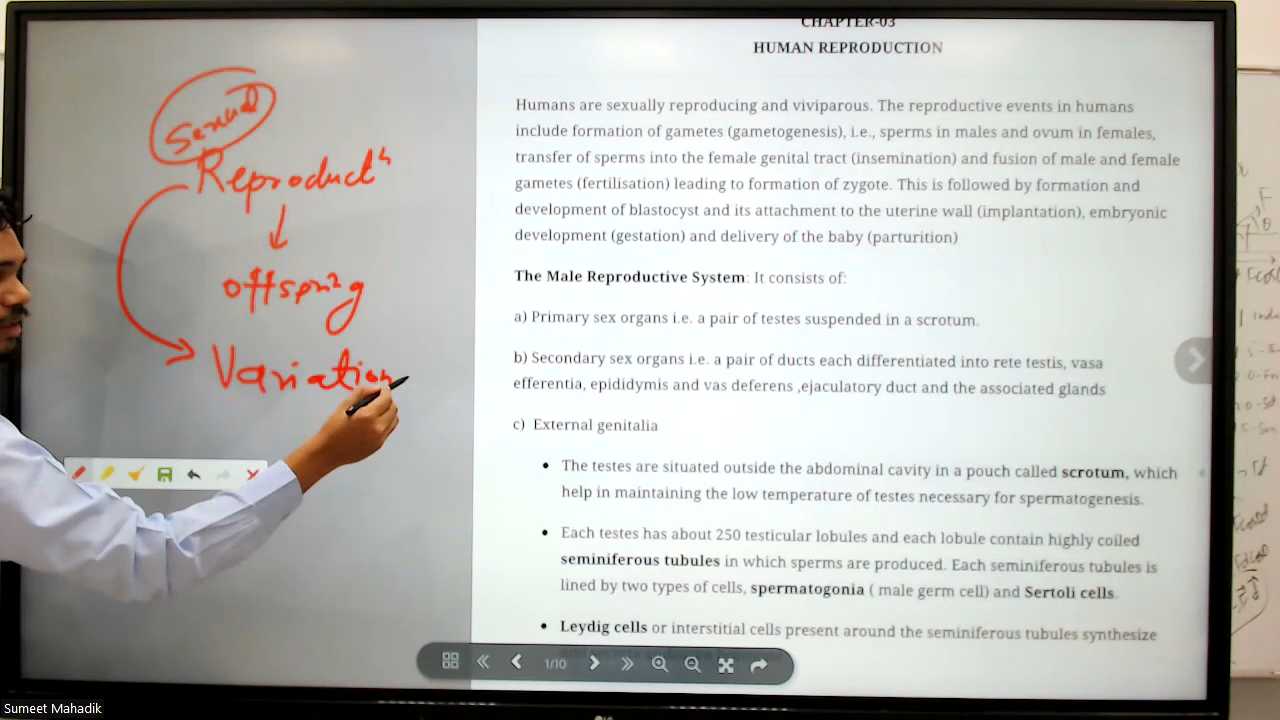 Sexual
Reproductn
offspring
Variation
CHAPTER-03
HUMAN REPRODUCTION
Humans are sexually reproducing and viviparous. The reproductive events in humans
include formation of gametes (gametogenesis), i.e., sperms in males and ovum in females,
transfer of sperms into the female genital tract (insemination) and fusion of male and female
gametes (fertilisation) leading to formation of zygote. This is followed by formation and
development of blastocyst and its attachment to the uterine wall (implantation), embryonic
development (gestation) and delivery of the baby (parturition)
The Male Reproductive System: It consists of:
a) Primary sex organs i.e. a pair of testes suspended in a scrotum.
b) Secondary sex organs i.e. a pair of ducts each differentiated into rete testis, vasa
efferentia, epididymis and vas deferens ,ejaculatory duct and the associated glands
c) External genitalia
• The testes are situated outside the abdominal cavity in a pouch called scrotum, which
help in maintaining the low temperature of testes necessary for spermatogenesis.
• Each testes has about 250 testicular lobules and each lobule contain highly coiled
seminiferous tubules in which sperms are produced. Each seminiferous tubules is
lined by two types of cells, spermatogonia ( male germ cell) and Sertoli cells
• Leydig cells or interstitial cells present around the seminiferous tubules synthesize
1/10
Sumeet Mahadik
LG